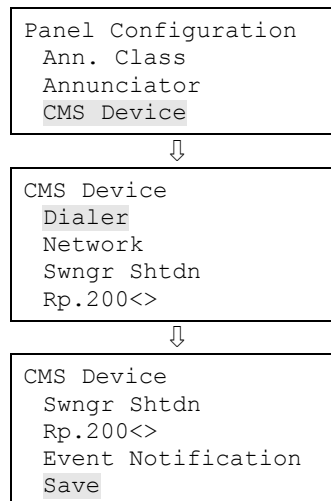 Panel Configuration
Ann. Class
Annunciator
CMS Device
⇩
CMS Device
Dialer
Network
Swngr Shtdn
Rp.200<>
⇩
CMS Device
Swngr Shtdn
Rp.200<>
Event Notification
Save